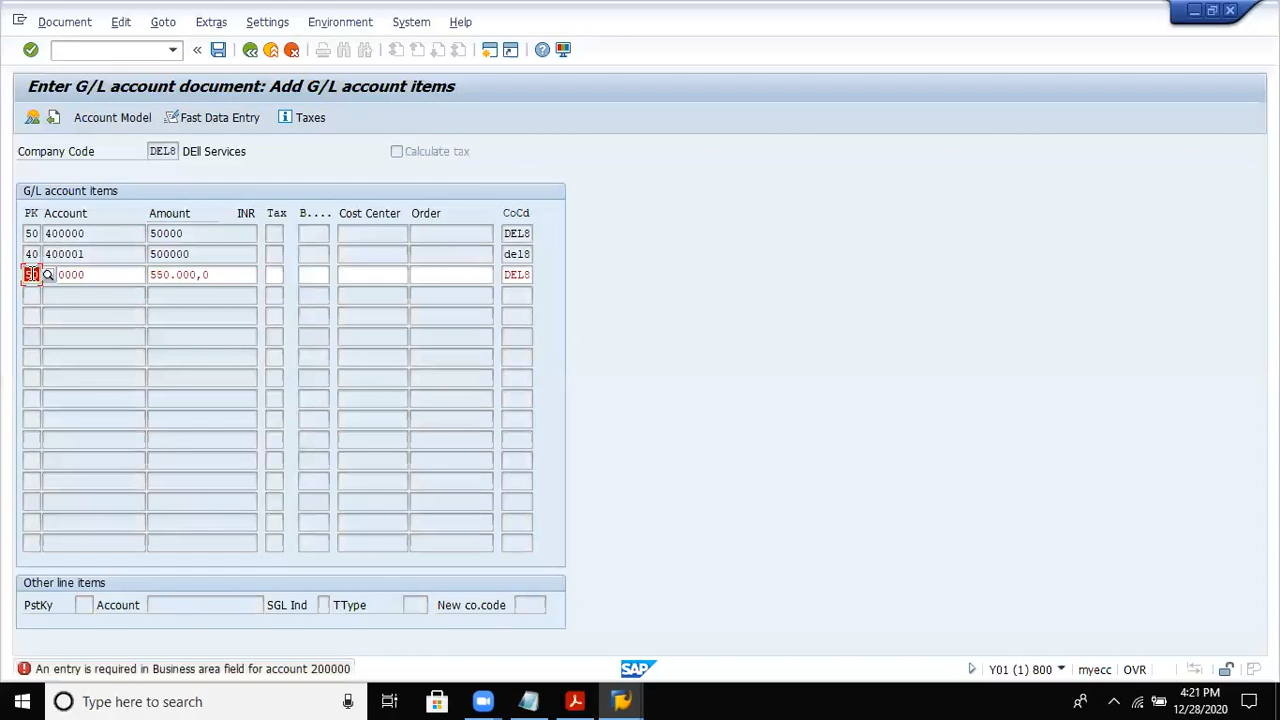 Document Edit Goto Extras Settings Environment System Help
Enter G/L account document: Add G/L account items
Account Model Fast Data Entry Taxes
Company Code DEL8 DEll Services Calculate tax
G/L account items
PK Account Amount INR Tax B.... Cost Center Order CoCd
50 400000 50000 DEL8
40 400001 500000 del8
50 0000 550.000,0 DEL8
Other line items
PstKy Account SGL Ind TType New co.code
An entry is required in Business area field for account 200000
SAP
Y01 (1) 800 myecc OVR
Type here to search
4:21 PM
12/28/2020